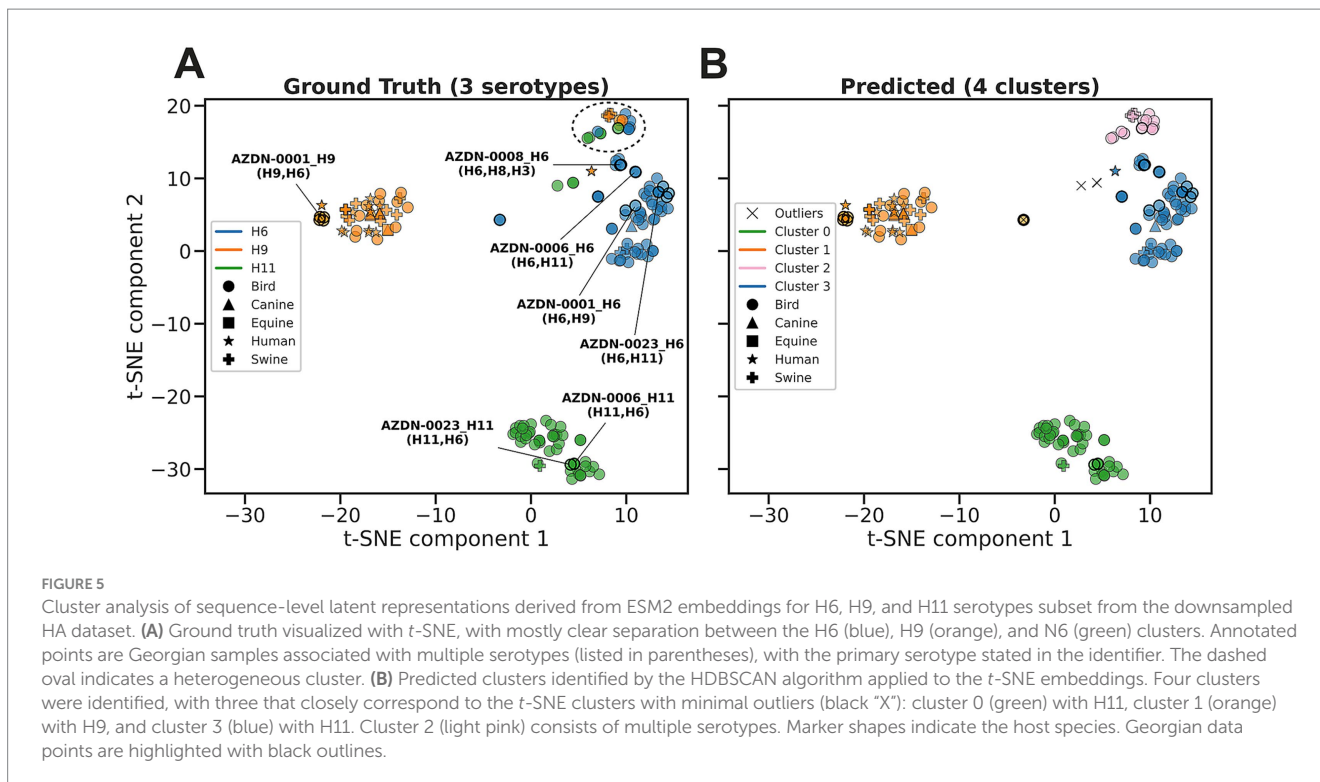 A
B
Ground Truth (3 serotypes)
Predicted (4 clusters)
t-SNE component 2
20
10
0
−10
−20
−30
AZDN-0001_H9
(H9,H6)
AZDN-0008_H6
(H6,H8,H3)
AZDN-0006_H6
(H6,H11)
AZDN-0001_H6
(H6,H9)
AZDN-0023_H6
(H6,H11)
AZDN-0006_H11
(H11,H6)
AZDN-0023_H11
(H11,H6)
H6
H9
H11
Bird
Canine
Equine
Human
Swine
−30
−20
−10
0
10
t-SNE component 1
20
10
0
−10
−20
−30
Outliers
Cluster 0
Cluster 1
Cluster 2
Cluster 3
Bird
Canine
Equine
Human
Swine
−30
−20
−10
0
10
t-SNE component 1
FIGURE 5
Cluster analysis of sequence-level latent representations derived from ESM2 embeddings for H6, H9, and H11 serotypes subset from the downsampled
HA dataset. (A) Ground truth visualized with t-SNE, with mostly clear separation between the H6 (blue), H9 (orange), and N6 (green) clusters. Annotated
points are Georgian samples associated with multiple serotypes (listed in parentheses), with the primary serotype stated in the identifier. The dashed
oval indicates a heterogeneous cluster. (B) Predicted clusters identified by the HDBSCAN algorithm applied to the t-SNE embeddings. Four clusters
were identified, with three that closely correspond to the t-SNE clusters with minimal outliers (black “X”): cluster 0 (green) with H11, cluster 1 (orange)
with H9, and cluster 3 (blue) with H11. Cluster 2 (light pink) consists of multiple serotypes. Marker shapes indicate the host species. Georgian data
points are highlighted with black outlines.